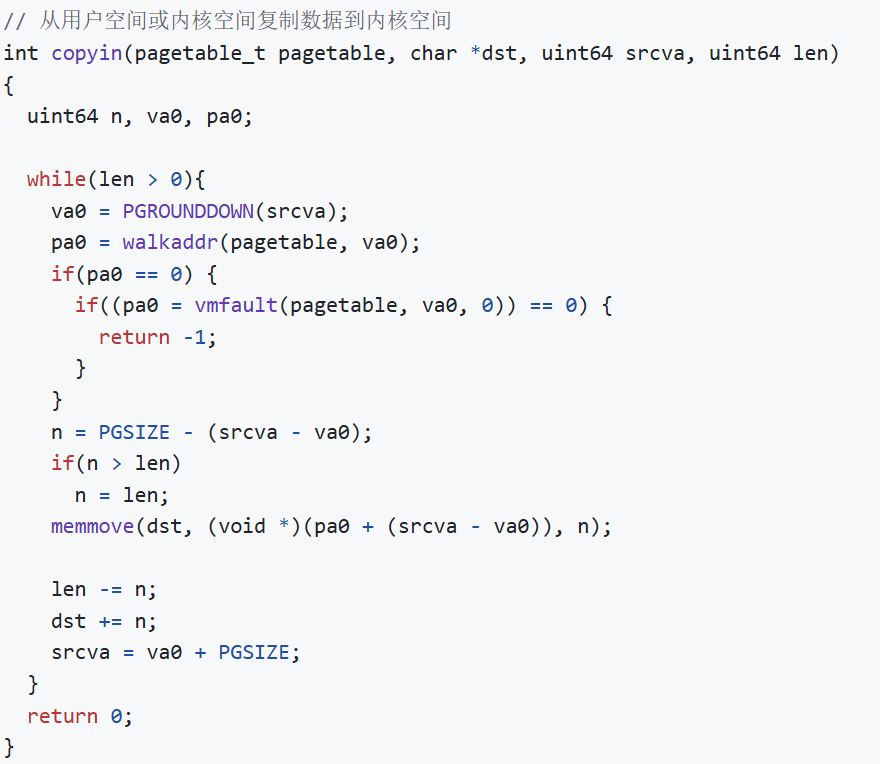 // 从用户空间或内核空间复制数据到内核空间
int copyin(pagetable_t pagetable, char *dst, uint64 srcva, uint64 len)
{
  uint64 n, va0, pa0;

  while(len > 0){
    va0 = PGROUNDDOWN(srcva);
    pa0 = walkaddr(pagetable, va0);
    if(pa0 == 0) {
      if((pa0 = vmfault(pagetable, va0, 0)) == 0) {
        return -1;
      }
    }
    n = PGSIZE - (srcva - va0);
    if(n > len)
      n = len;
    memmove(dst, (void *)(pa0 + (srcva - va0)), n);

    len -= n;
    dst += n;
    srcva = va0 + PGSIZE;
  }
  return 0;
}